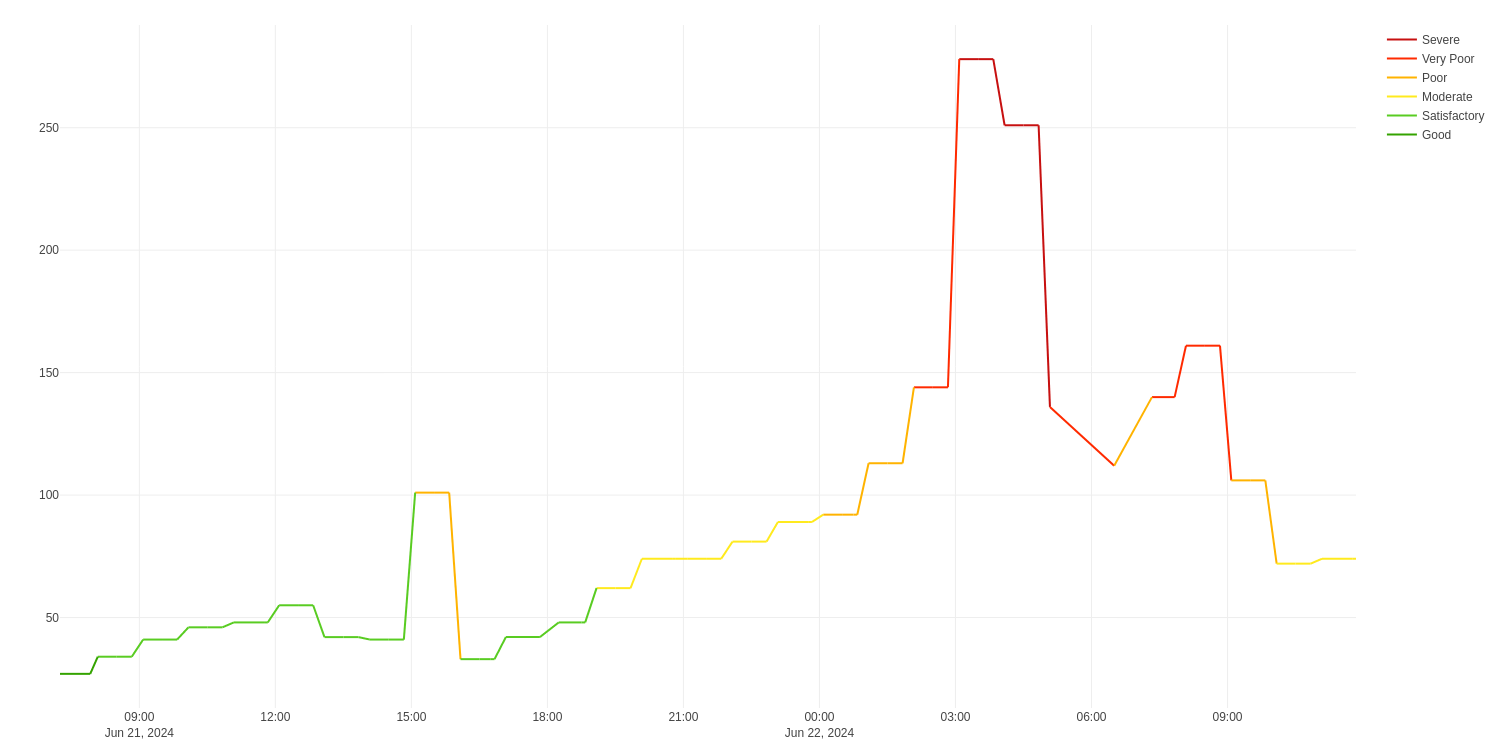 Severe
Very Poor
Poor
Moderate
Satisfactory
Good
250
200
150
100
50
09:00 12:00 15:00 18:00 21:00 00:00 03:00 06:00 09:00
Jun 21, 2024 Jun 22, 2024